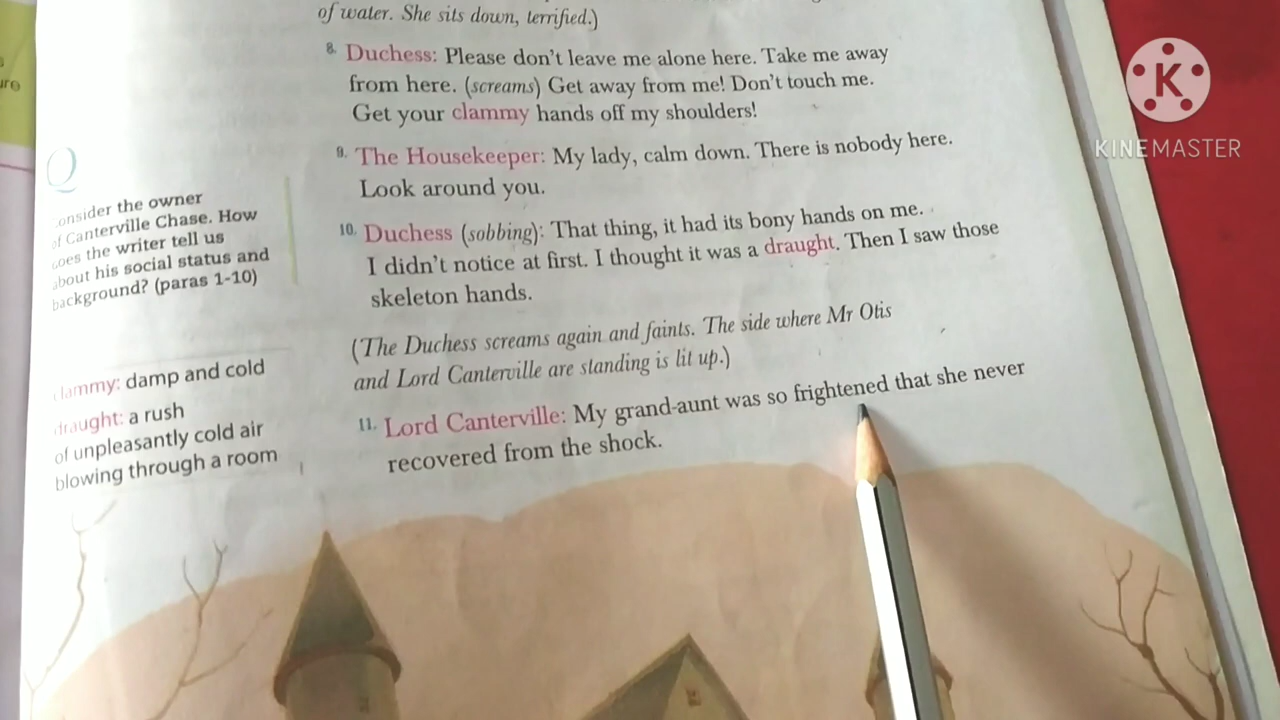 of water. She sits down, terrified.)
8. Duchess: Please don't leave me alone here. Take me away
from here. (screams) Get away from me! Don't touch me.
Get your clammy hands off my shoulders!
9. The Housekeeper: My lady, calm down. There is nobody here.
Look around you.
10. Duchess (sobbing): That thing, it had its bony hands on me.
I didn't notice at first. I thought it was a draught. Then I saw those
skeleton hands.
(The Duchess screams again and faints. The side where Mr Otis
and Lord Canterville are standing is lit up.)
11. Lord Canterville: My grand-aunt was so frightened that she never
recovered from the shock.
Q
onsider the owner
of Canterville Chase. How
oes the writer tell us
about his social status and
background? (paras 1-10)
lammy: damp and cold
draught: a rush
of unpleasantly cold air
blowing through a room
ure
K
KINEMASTER